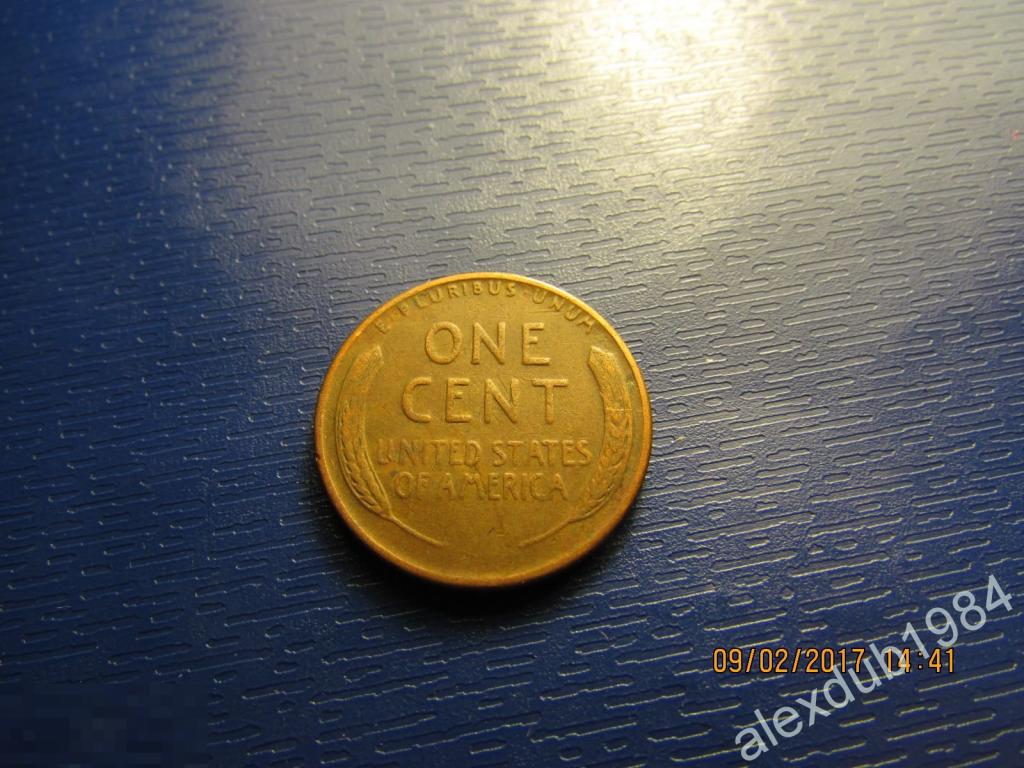 E·PLURIBUS·UNUM
ONE
CENT
UNITED STATES
OF AMERICA
09/02/2017 14:41
alexdub1984